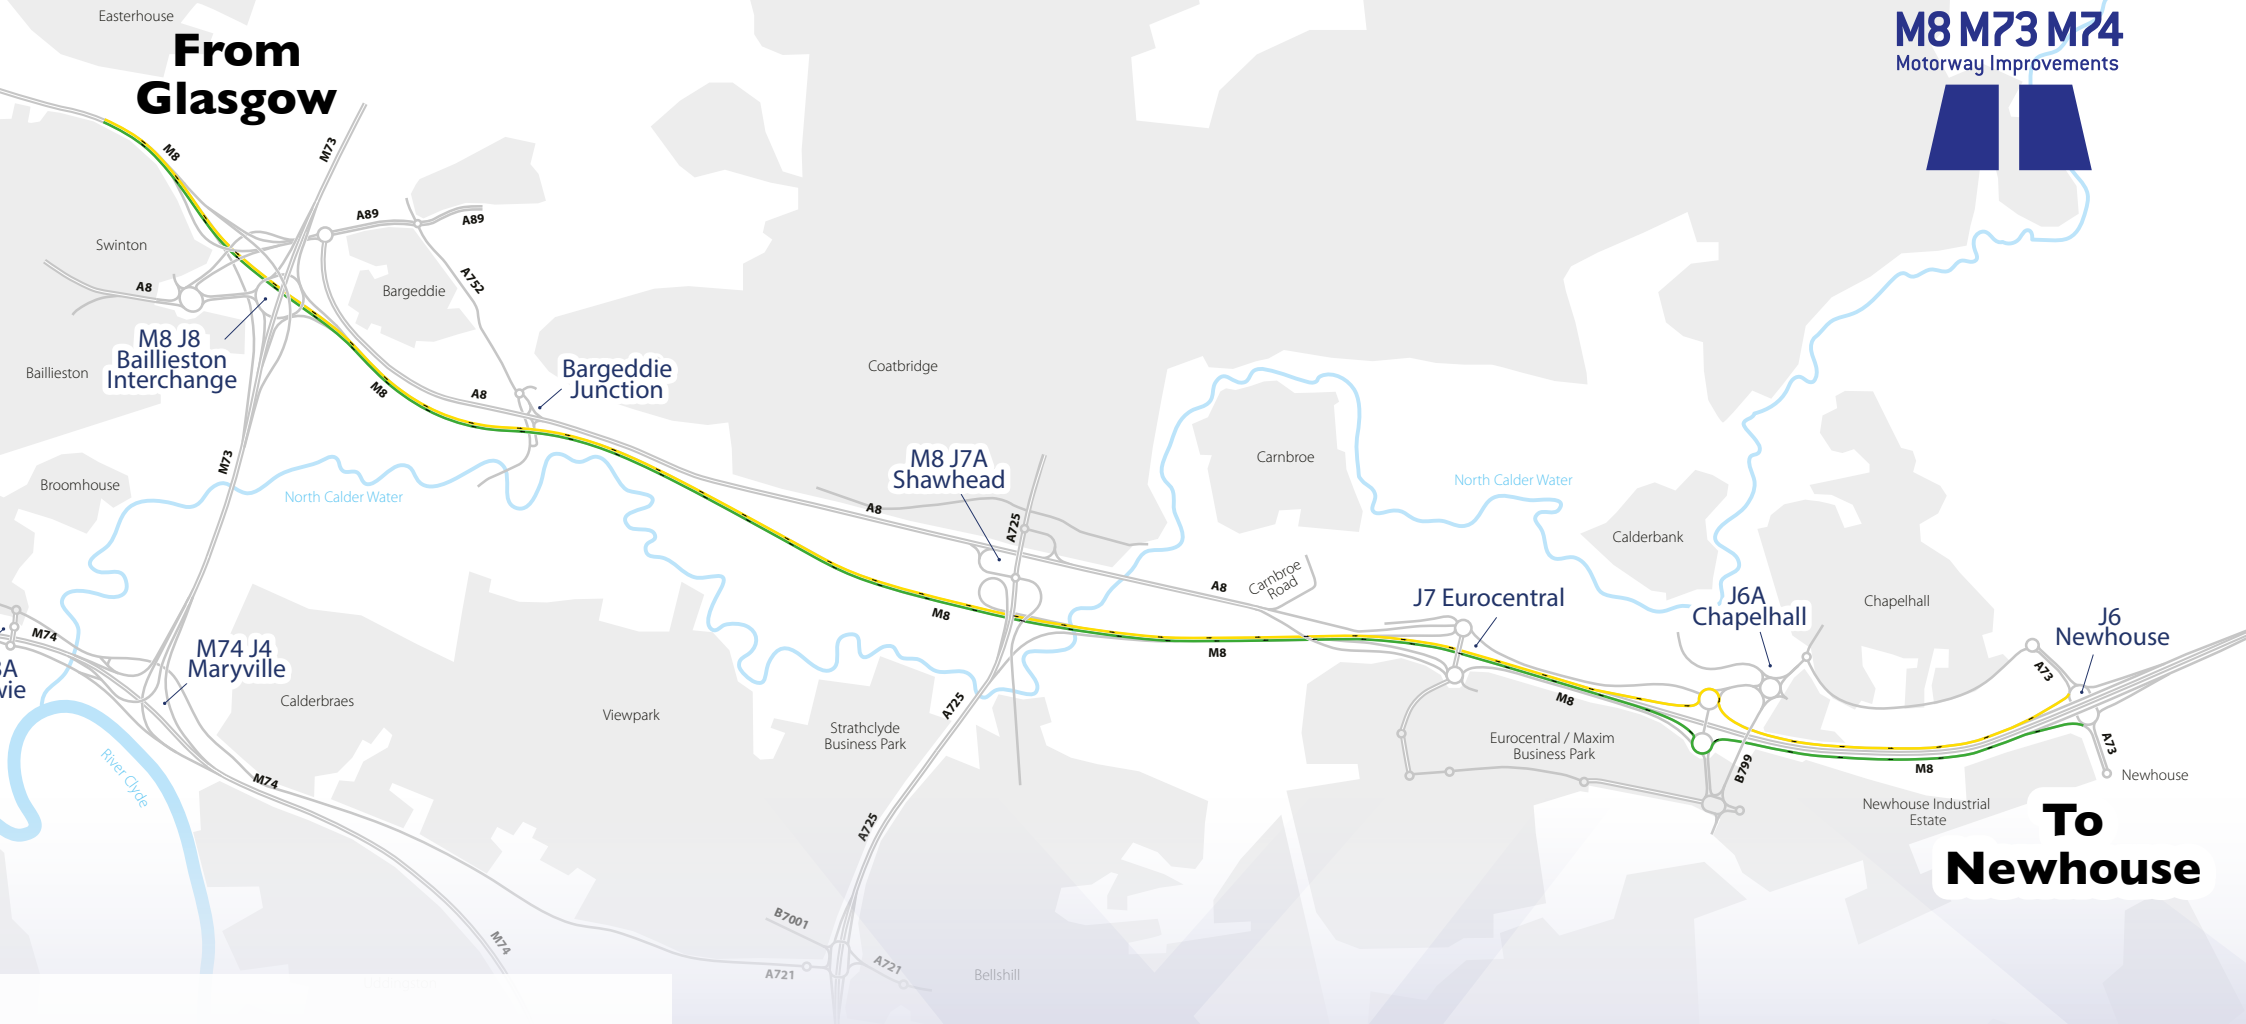 Easterhouse
From
Glasgow
M8 M73 M74
Motorway Improvements
M8
M73
A89
A89
Swinton
A8
A752
Bargeddie
M8 J8
Baillieston
Interchange
Baillieston
M8
A8
Bargeddie
Junction
Coatbridge
M73
Broomhouse
North Calder Water
M8 J7A
Shawhead
A8
A725
Carnbroe
North Calder Water
Calderbank
Carnbroe
Road
A8
J7 Eurocentral
J6A
Chapelhall
Chapelhall
J6
Newhouse
M8
M8
M74
3A
wie
M74 J4
Maryville
Calderbraes
Viewpark
Strathclyde
Business Park
A725
M8
Eurocentral / Maxim
Business Park
B799
A73
A73
M8
Newhouse
Newhouse Industrial
Estate
To
Newhouse
River Clyde
M74
A725
B7001
M74
A721
A721
Bellshill